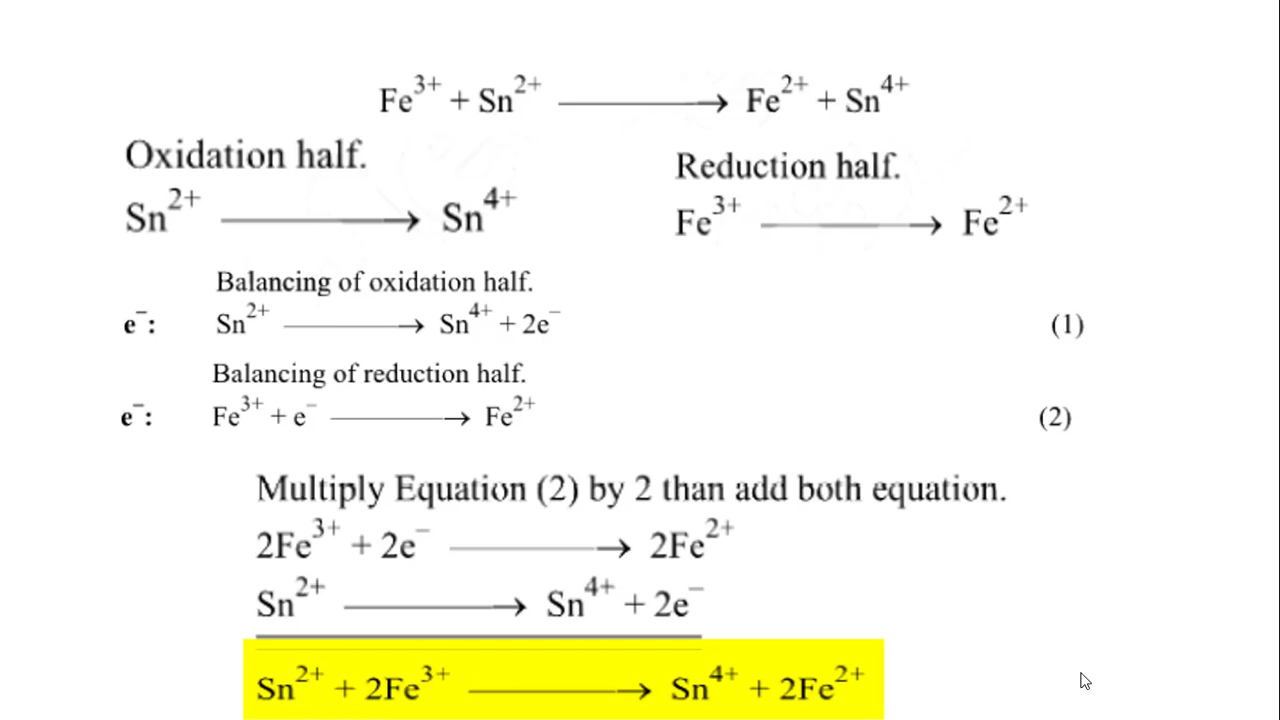 Fe³⁺ + Sn²⁺ ⟶ Fe²⁺ + Sn⁴⁺
Oxidation half.
Sn²⁺ ⟶ Sn⁴⁺
Reduction half.
Fe³⁺ ⟶ Fe²⁺
Balancing of oxidation half.
e⁻: Sn²⁺ ⟶ Sn⁴⁺ + 2e⁻ (1)
Balancing of reduction half.
e⁻: Fe³⁺ + e⁻ ⟶ Fe²⁺ (2)
Multiply Equation (2) by 2 than add both equation.
2Fe³⁺ + 2e⁻ ⟶ 2Fe²⁺
Sn²⁺ ⟶ Sn⁴⁺ + 2e⁻
Sn²⁺ + 2Fe³⁺ ⟶ Sn⁴⁺ + 2Fe²⁺